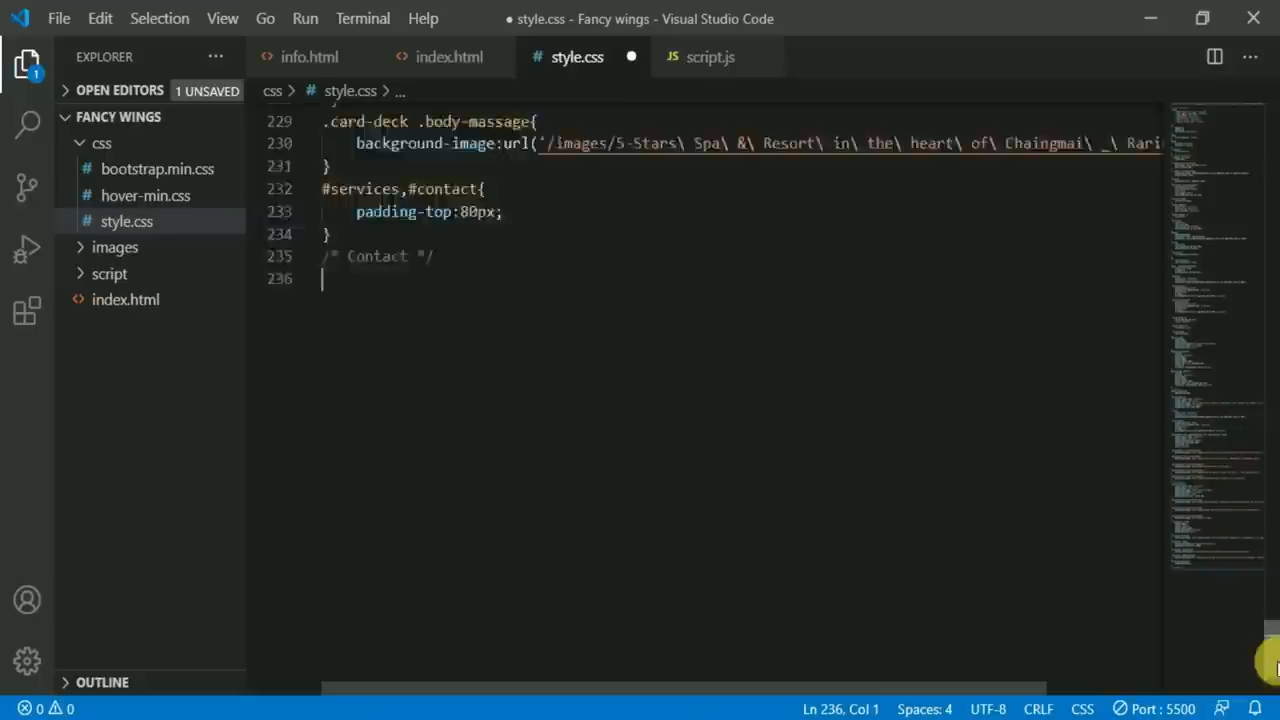 File Edit Selection View Go Run Terminal Help ● style.css - Fancy wings - Visual Studio Code
EXPLORER ··· info.html index.html # style.css ● JS script.js ···
OPEN EDITORS 1 UNSAVED css > # style.css > ...
1
FANCY WINGS
css
# bootstrap.min.css
# hover-min.css
# style.css
images
script
index.html
229 .card-deck .body-massage{
230 background-image:url('/images/5-Stars\ Spa\ &\ Resort\ in\ the\ heart\ of\ Chaingmai\ _\ Rari
231 }
232 #services,#contact{
233 padding-top:80px;
234 }
235 /* Contact */
236
OUTLINE
0 0 Ln 236, Col 1 Spaces: 4 UTF-8 CRLF CSS Port : 5500